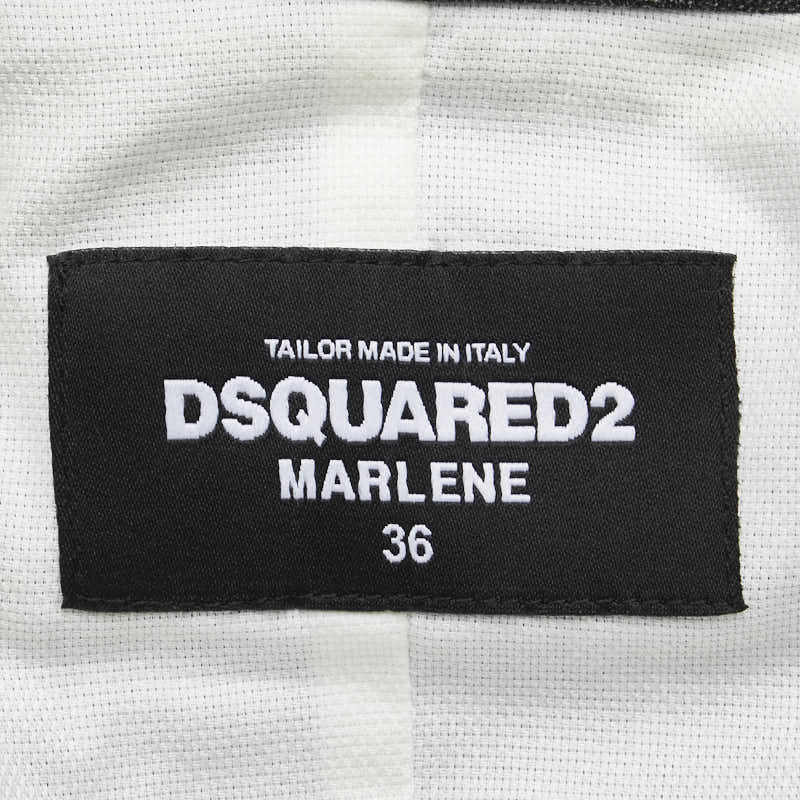 TAILOR MADE IN ITALY
DSQUARED2
MARLENE
36